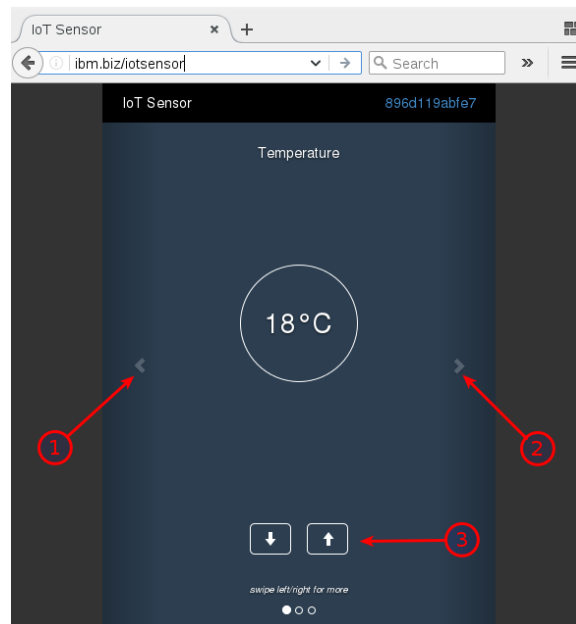 IoT Sensor
ibm.biz/iotsensor
Search
IoT Sensor 896d119abfe7
Temperature
18°C
1
2
3
swipe left/right for more